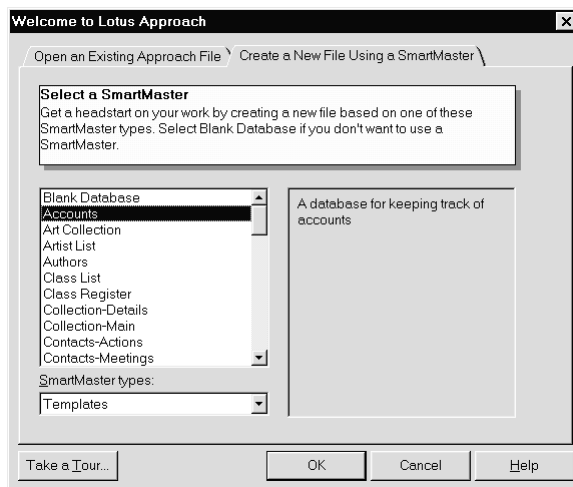 Welcome to Lotus Approach
Open an Existing Approach File
Create a New File Using a SmartMaster
Select a SmartMaster
Get a headstart on your work by creating a new file based on one of these
SmartMaster types. Select Blank Database if you don't want to use a
SmartMaster.
Blank Database
Accounts
Art Collection
Artist List
Authors
Class List
Class Register
Collection-Details
Collection-Main
Contacts-Actions
Contacts-Meetings
A database for keeping track of
accounts
SmartMaster types:
Templates
Take a Tour...
OK
Cancel
Help